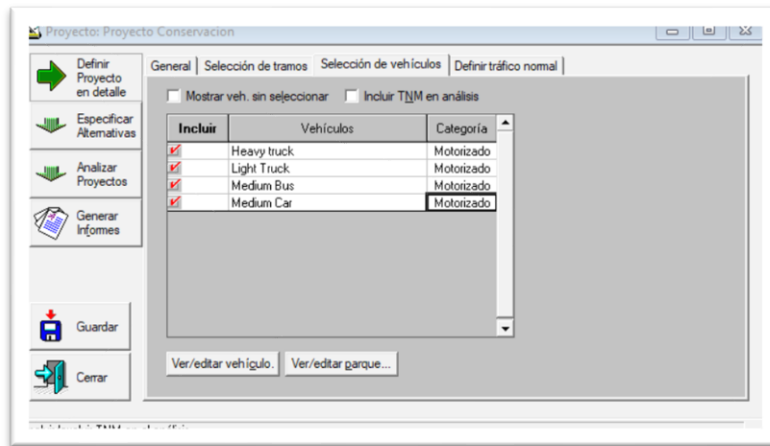 Proyecto: Proyecto Conservacion
Definir
Proyecto
en detalle
Especificar
Alternativas
Analizar
Proyectos
Generar
Informes
Guardar
Cerrar
General
Selección de tramos
Selección de vehículos
Definir tráfico normal
Mostrar veh. sin seleccionar
Incluir TNM en análisis
Incluir Vehículos Categoría
Heavy truck Motorizado
Light Truck Motorizado
Medium Bus Motorizado
Medium Car Motorizado
Ver/editar vehículo.
Ver/editar parque...